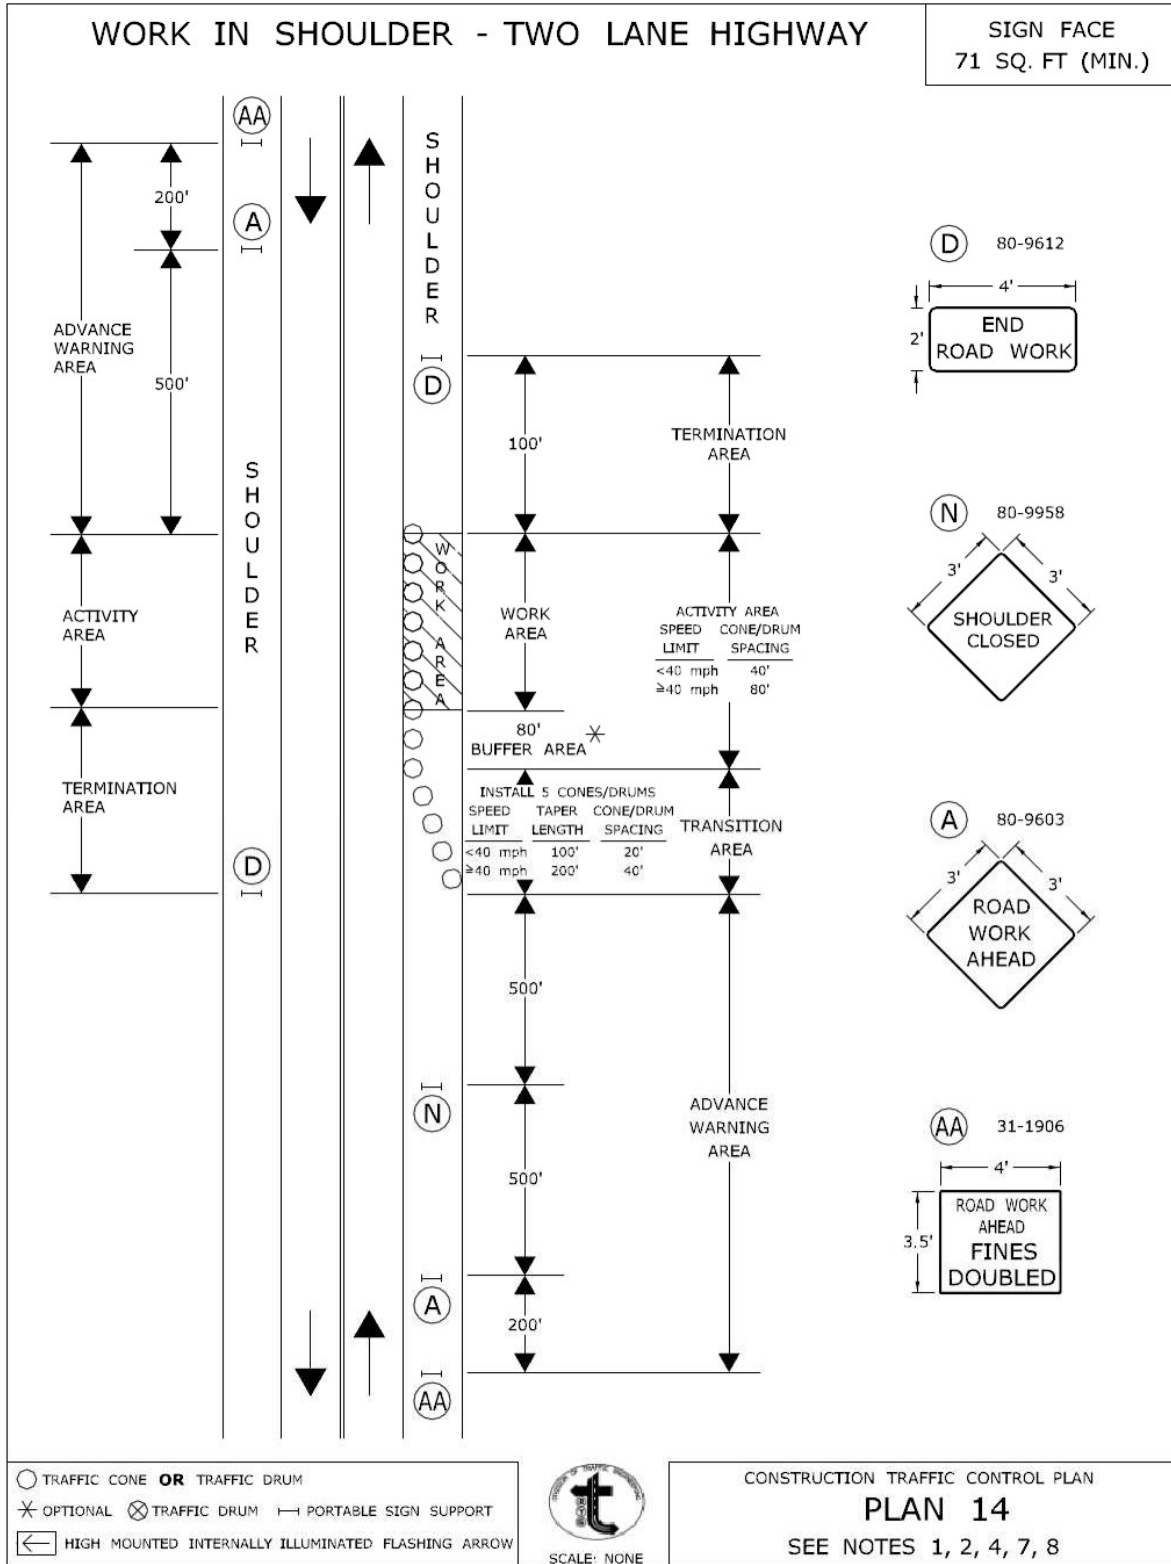 WORK IN SHOULDER - TWO LANE HIGHWAY
SIGN FACE
71 SQ. FT (MIN.)
AA
200'
A
ADVANCE
WARNING
AREA
500'
SHOULDER
ACTIVITY
AREA
TERMINATION
AREA
D
SHOULDER
D
100'
TERMINATION
AREA
WORK AREA
WORK
AREA
ACTIVITY AREA
SPEED CONE/DRUM
LIMIT SPACING
<40 mph 40'
≥40 mph 80'
80'
BUFFER AREA *
INSTALL 5 CONES/DRUMS
SPEED TAPER CONE/DRUM
LIMIT LENGTH SPACING
<40 mph 100' 20'
≥40 mph 200' 40'
TRANSITION
AREA
500'
N
500'
ADVANCE
WARNING
AREA
A
200'
AA
D 80-9612
4'
2'
END
ROAD WORK
N 80-9958
3' 3'
SHOULDER
CLOSED
A 80-9603
3' 3'
ROAD
WORK
AHEAD
AA 31-1906
4'
3.5'
ROAD WORK
AHEAD
FINES
DOUBLED
TRAFFIC CONE OR TRAFFIC DRUM
* OPTIONAL TRAFFIC DRUM PORTABLE SIGN SUPPORT
HIGH MOUNTED INTERNALLY ILLUMINATED FLASHING ARROW
DIVISION OF TRAFFIC ENGINEERING
t
SCALE: NONE
CONSTRUCTION TRAFFIC CONTROL PLAN
PLAN 14
SEE NOTES 1, 2, 4, 7, 8